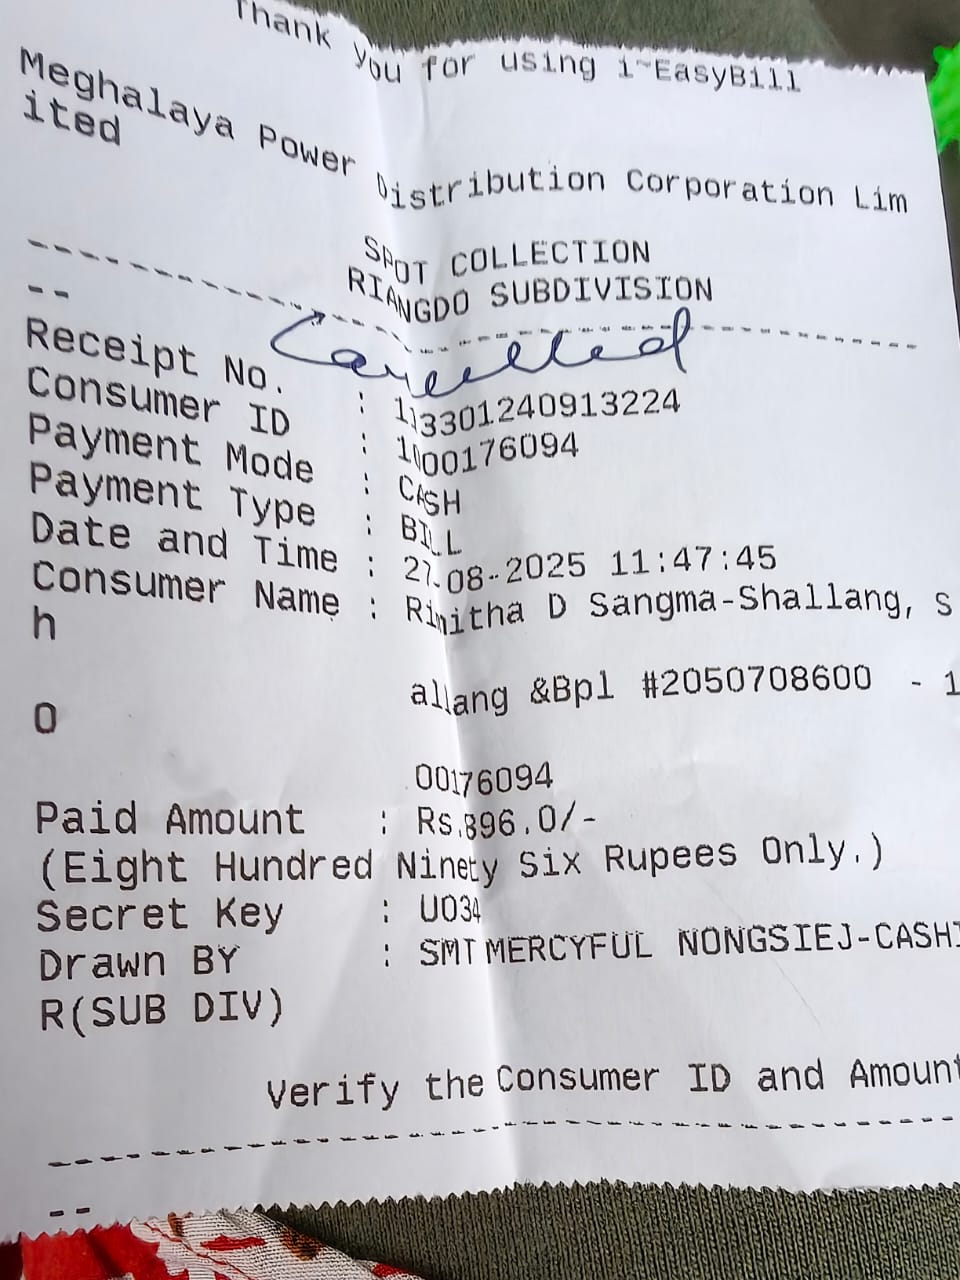 Thank you for using i~EasyBill
Meghalaya Power Distribution Corporation Lim
ited
SPOT COLLECTION
RIANGDO SUBDIVISION
--------------------------------------------
--
Cancelled
Receipt No. : 113301240913224
Consumer ID : 100176094
Payment Mode : CASH
Payment Type : BILL
Date and Time : 27-08-2025 11:47:45
Consumer Name : D Sangma-Shallang, S
h
allang &Bpl #2050708600 - 1
0
00176094
Paid Amount : Rs.896.0/-
(Eight Hundred Ninety Six Rupees Only.)
Secret Key : U034
Drawn BY : SMT MERCYFUL NONGSIEJ-CASHI
R(SUB DIV)
Verify the Consumer ID and Amount
--------------------------------------------
--